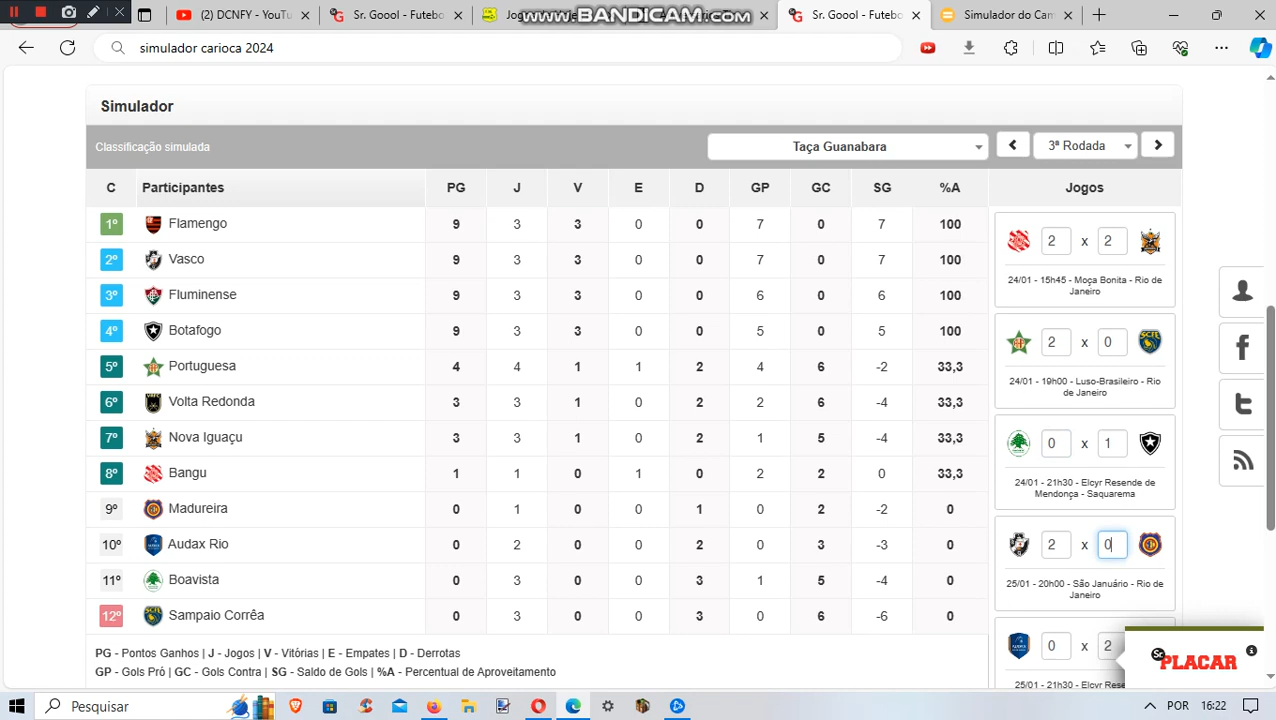 (2) DCNFY - YouT
Sr. Goool - Futebo
Jog
WWW.BANDICAM.COM
Sr. Goool - Futebo
Simulador do Cam
simulador carioca 2024
Simulador
Classificação simulada
Taça Guanabara
3ª Rodada
C Participantes PG J V E D GP GC SG %A Jogos
1º Flamengo 9 3 3 0 0 7 0 7 100
2 x 2
2º Vasco 9 3 3 0 0 7 0 7 100
24/01 - 15h45 - Moça Bonita - Rio de
Janeiro
3º Fluminense 9 3 3 0 0 6 0 6 100
4º Botafogo 9 3 3 0 0 5 0 5 100
2 x 0
5º Portuguesa 4 4 1 1 2 4 6 -2 33,3
24/01 - 19h00 - Luso-Brasileiro - Rio
de Janeiro
6º Volta Redonda 3 3 1 0 2 2 6 -4 33,3
7º Nova Iguaçu 3 3 1 0 2 1 5 -4 33,3
0 x 1
8º Bangu 1 1 0 1 0 2 2 0 33,3
24/01 - 21h30 - Elcyr Resende de
Mendonça - Saquarema
9º Madureira 0 1 0 0 1 0 2 -2 0
10º Audax Rio 0 2 0 0 2 0 3 -3 0
2 x 0
11º Boavista 0 3 0 0 3 1 5 -4 0
25/01 - 20h00 - São Januário - Rio de
Janeiro
12º Sampaio Corrêa 0 3 0 0 3 0 6 -6 0
0 x 2
PG - Pontos Ganhos | J - Jogos | V - Vitórias | E - Empates | D - Derrotas
GP - Gols Pró | GC - Gols Contra | SG - Saldo de Gols | %A - Percentual de Aproveitamento
PLACAR
Pesquisar
POR 16:22